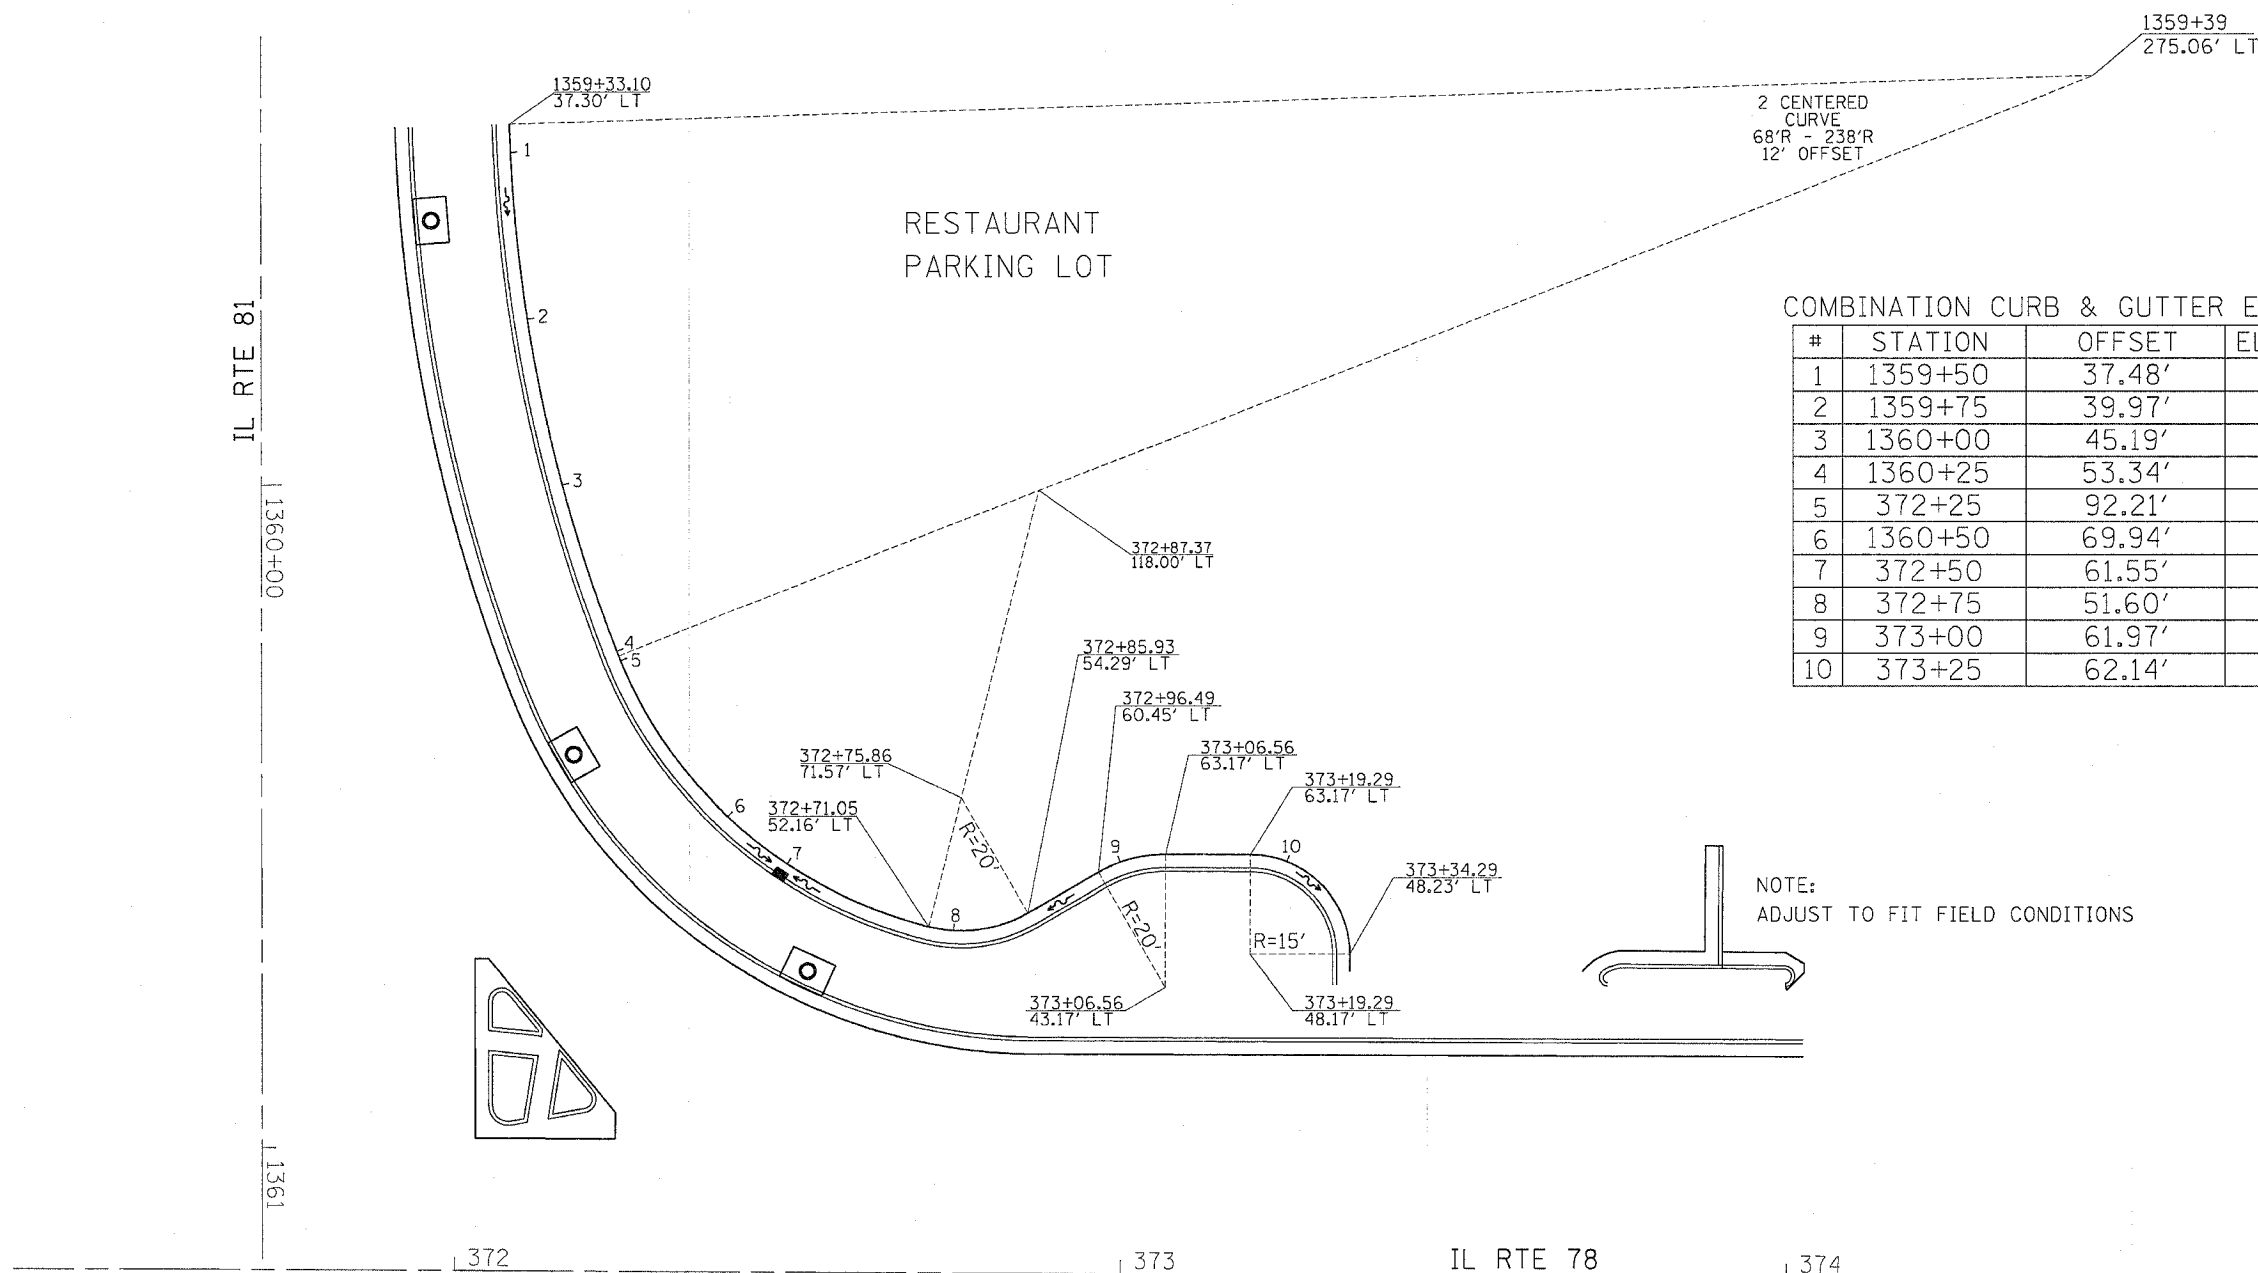 1359+39
275.06' LT
1359+33.10
37.30' LT
2 CENTERED
CURVE
68'R - 238'R
12' OFFSET
1
RESTAURANT
PARKING LOT
IL RTE 81
2
3
1360+00
COMBINATION CURB & GUTTER
# STATION OFFSET
1 1359+50 37.48'
2 1359+75 39.97'
3 1360+00 45.19'
4 1360+25 53.34'
5 372+25 92.21'
6 1360+50 69.94'
7 372+50 61.55'
8 372+75 51.60'
9 373+00 61.97'
10 373+25 62.14'
372+87.37
118.00' LT
4
5
372+85.93
54.29' LT
372+96.49
60.45' LT
372+75.86
71.57' LT
373+06.56
63.17' LT
373+19.29
63.17' LT
6
372+71.05
52.16' LT
R=20'
7
9
10
373+34.29
48.23' LT
8
R=20'
R=15'
NOTE:
ADJUST TO FIT FIELD CONDITIONS
373+06.56
43.17' LT
373+19.29
48.17' LT
1361
372
373
IL RTE 78
374